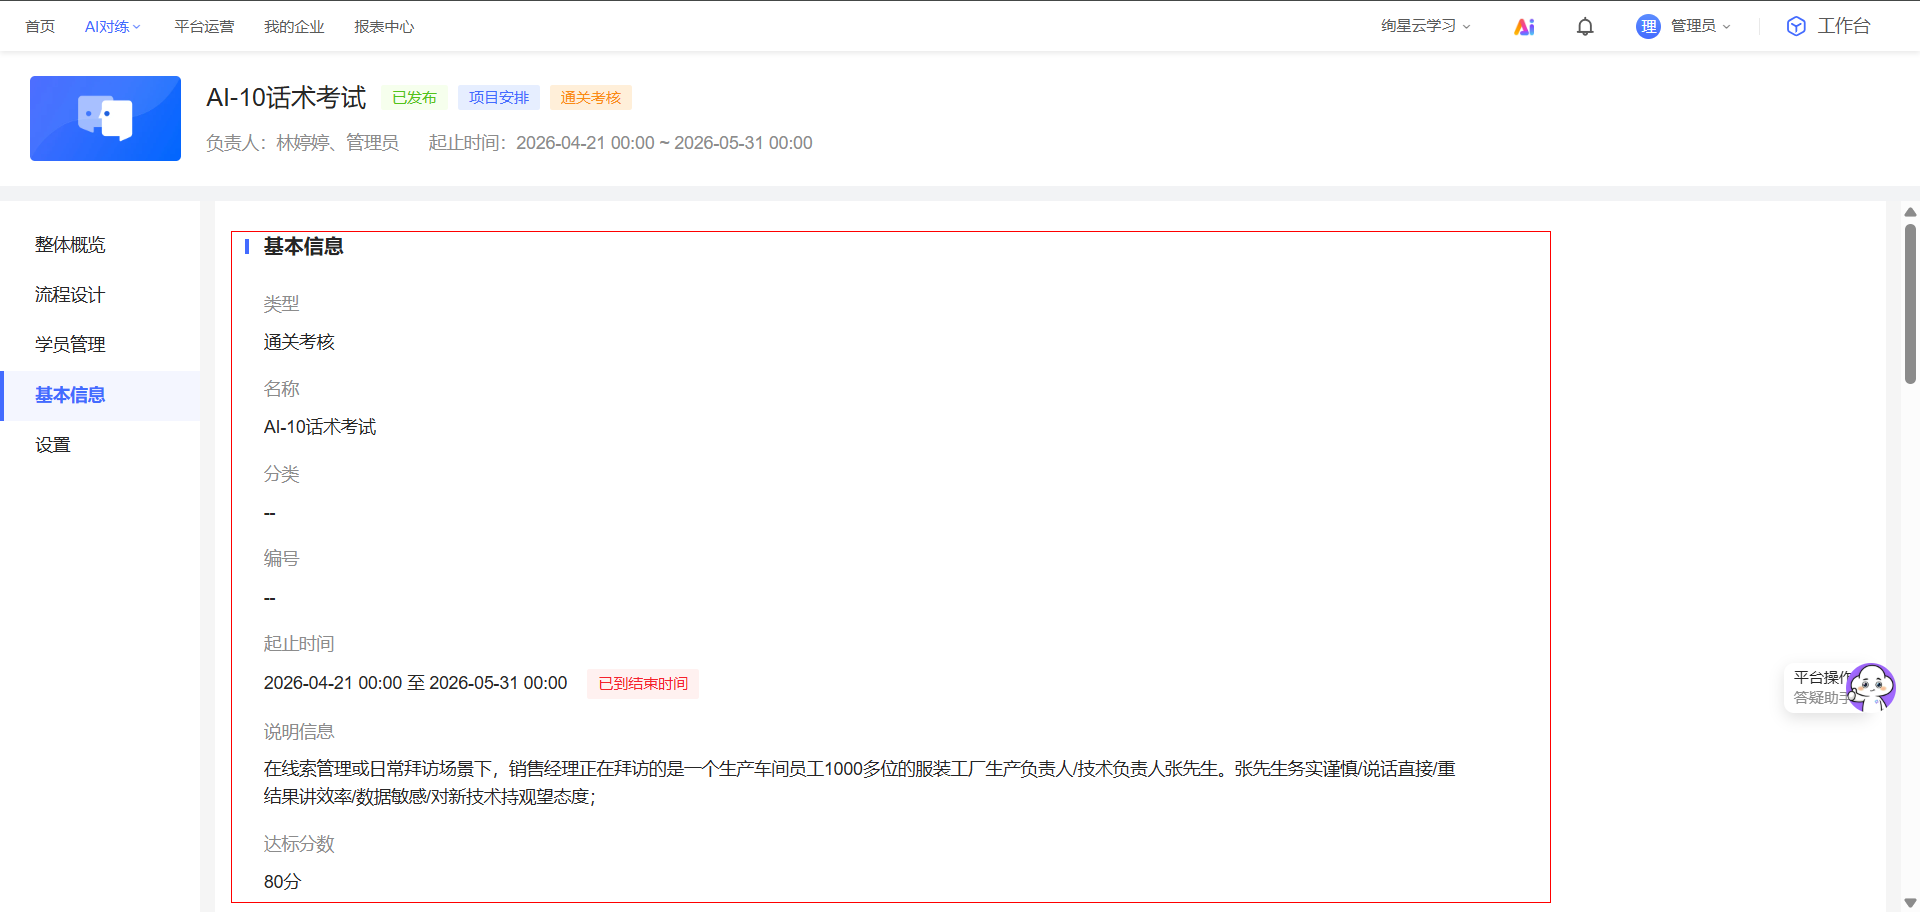 首页 AI对练 平台运营 我的企业 报表中心 绚星云学习 Ai 理 管理员 工作台
AI-10话术考试 已发布 项目安排 通关考核
负责人：林婷婷、管理员 起止时间：2026-04-21 00:00 ~ 2026-05-31 00:00
整体概览
流程设计
学员管理
基本信息
设置
基本信息
类型
通关考核
名称
AI-10话术考试
分类
--
编号
--
起止时间
2026-04-21 00:00 至 2026-05-31 00:00 已到结束时间
说明信息
在线索管理或日常拜访场景下，销售经理正在拜访的是一个生产车间员工1000多位的服装工厂生产负责人/技术负责人张先生。张先生务实谨慎/说话直接/重
结果讲效率/数据敏感/对新技术持观望态度；
达标分数
80分
平台操作
答疑助手